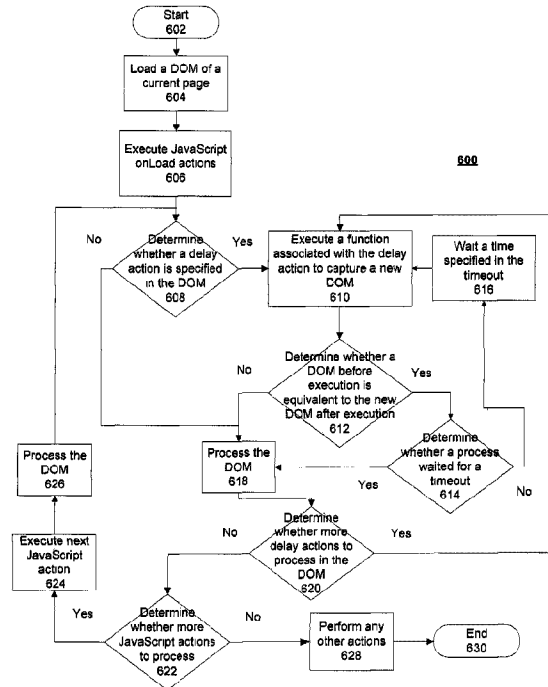 Start
602
Load a DOM of a
current page
604
Execute JavaScript
onLoad actions
606
600
No
Determine
whether a delay
action is specified
in the DOM
608
Yes
Execute a function
associated with the delay
action to capture a new
DOM
610
Wait a time
specified in the
timeout
616
No
Determine whether a
DOM before
execution is
equivalent to the new
DOM after execution
612
Yes
Process the
DOM
626
Process the
DOM
618
Yes
Determine
whether a process
waited for a
timeout
614
No
Execute next
JavaScript
action
624
No
Determine
whether more
delay actions to
process in the
DOM
620
Yes
Yes
Determine
whether more
JavaScript actions
to process
622
No
Perform any
other actions
628
End
630